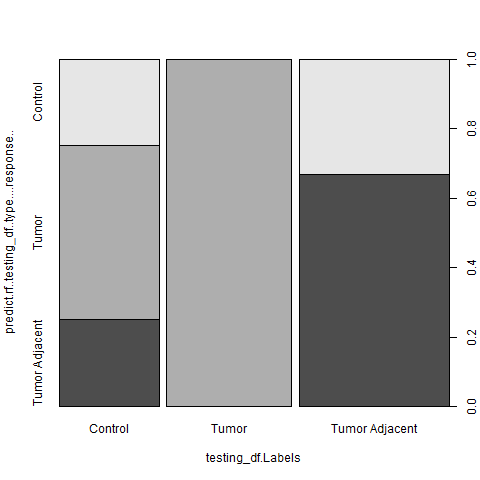 Control
Tumor
Tumor Adjacent
predict.rf..testing_df..type....response..
1.0
0.8
0.6
0.4
0.2
0.0
Control
Tumor
Tumor Adjacent
testing_df.Labels